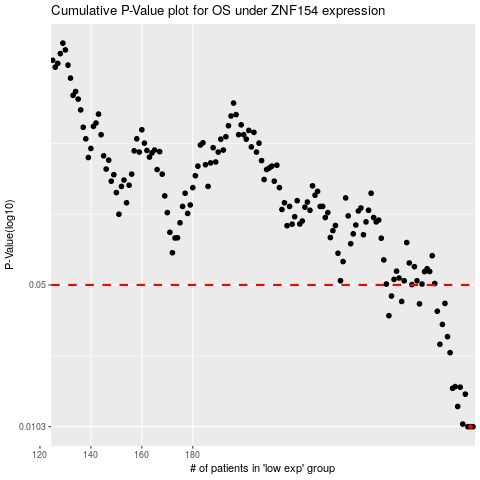 Cumulative P-Value plot for OS under ZNF154 expression
P-Value(log10)
0.05
0.0103
120 140 160 180
# of patients in 'low exp' group